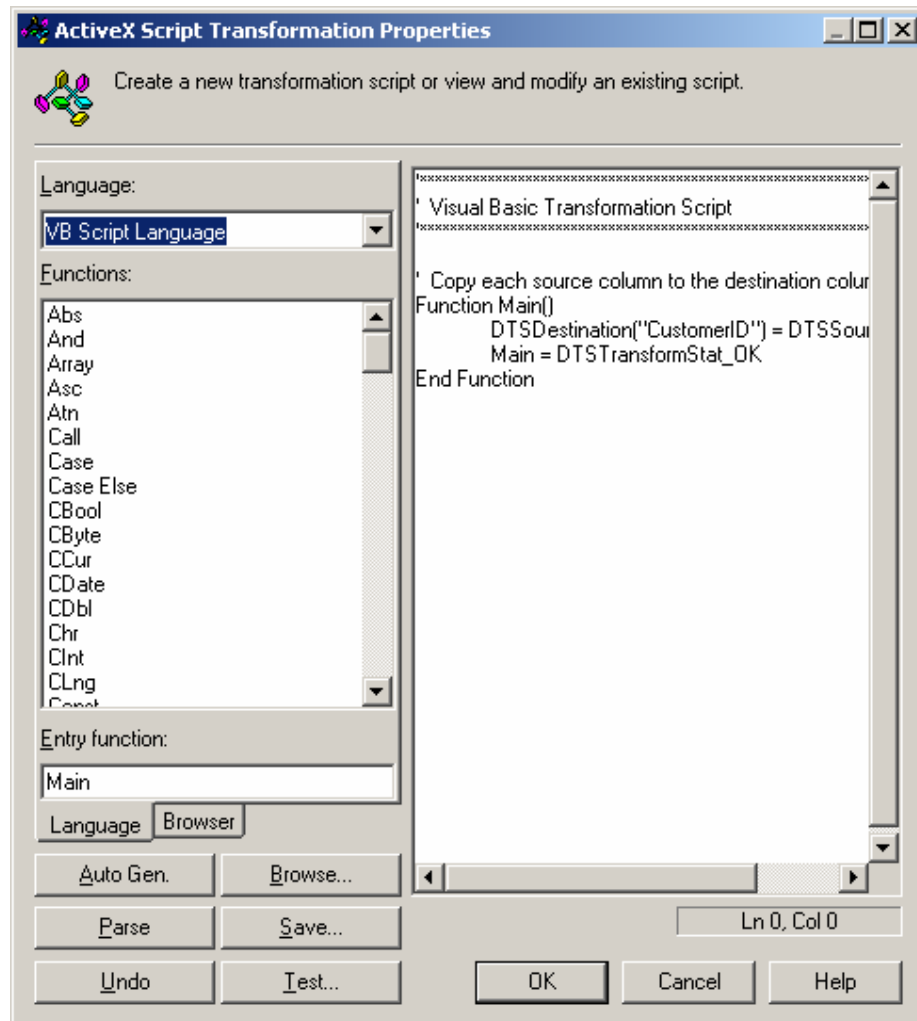 ActiveX Script Transformation Properties
Create a new transformation script or view and modify an existing script.
Language:
VB Script Language
Functions:
Abs
And
Array
Asc
Atn
Call
Case
Case Else
CBool
CByte
CCur
CDate
CDbl
Chr
CInt
CLng
Const
Entry function:
Main
Language Browser
Auto Gen. Browse...
Parse Save...
Undo Test...
' Visual Basic Transformation Script
' Copy each source column to the destination colur
Function Main()
DTSDestination("CustomerID") = DTSSour
Main = DTSTransformStat_OK
End Function
Ln 0, Col 0
OK Cancel Help